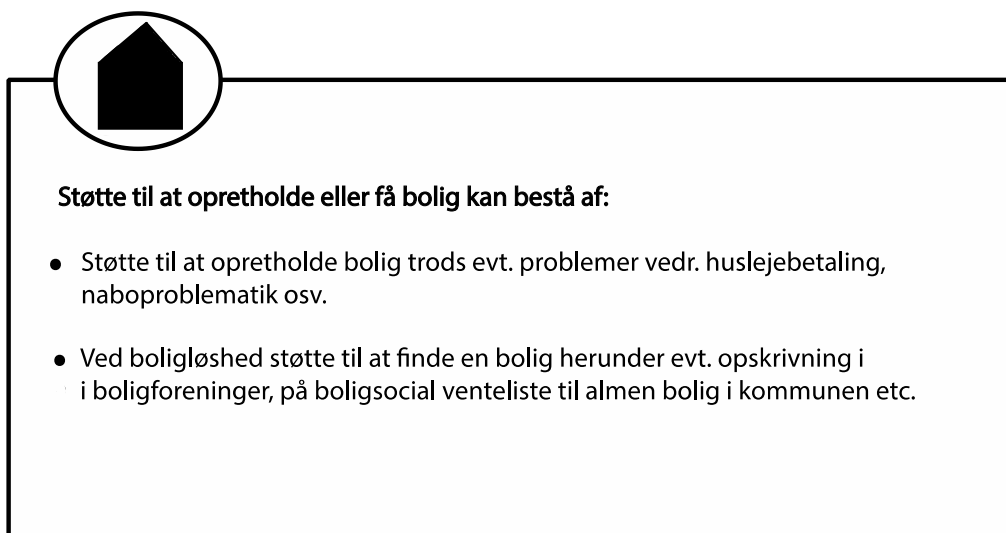 Støtte til at opretholde eller få bolig kan bestå af:
● Støtte til at opretholde bolig trods evt. problemer vedr. huslejebetaling,
naboproblematik osv.
● Ved boligløshed støtte til at finde en bolig herunder evt. opskrivning i
i boligforeninger, på boligsocial venteliste til almen bolig i kommunen etc.